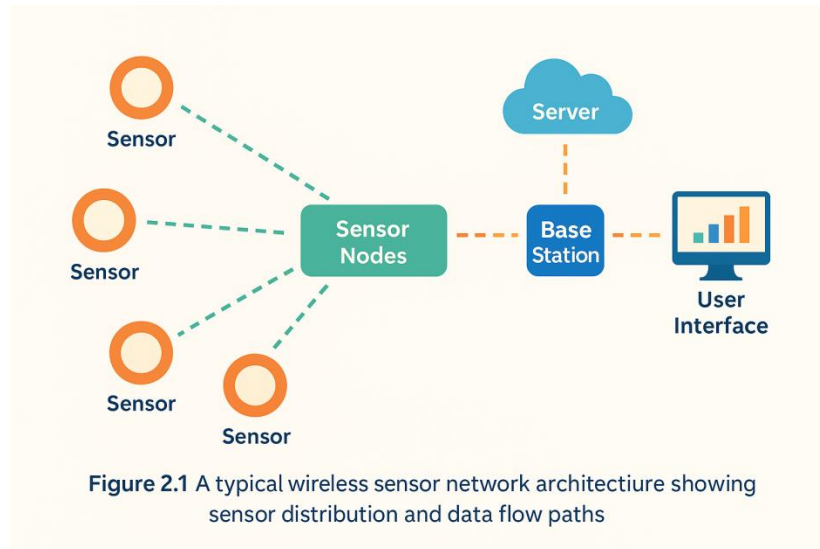 Sensor
Server
Sensor
Nodes
Base
Station
Sensor
User
Interface
Sensor
Sensor
Figure 2.1 A typical wireless sensor network architectiure showing
sensor distribution and data flow paths